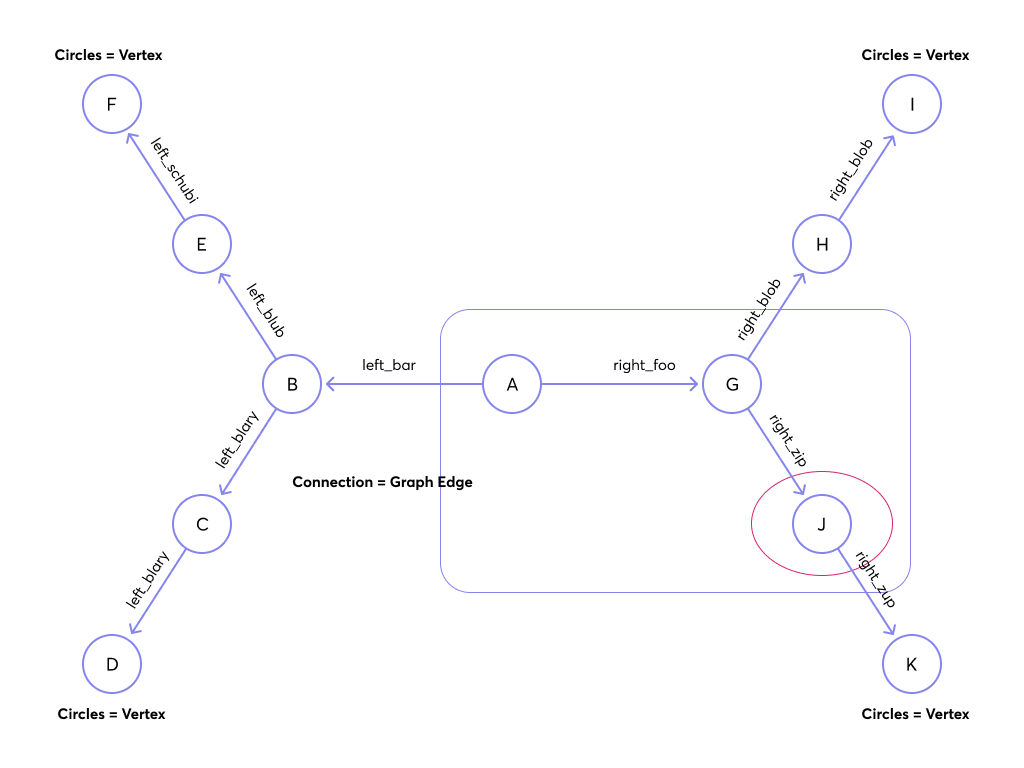 Circles = Vertex
Circles = Vertex
F
I
left_schubi
right_blob
E
H
left_blub
right_blob
left_bar
right_foo
B
A
G
left_blary
right_zip
Connection = Graph Edge
C
J
left_blary
right_zup
D
K
Circles = Vertex
Circles = Vertex